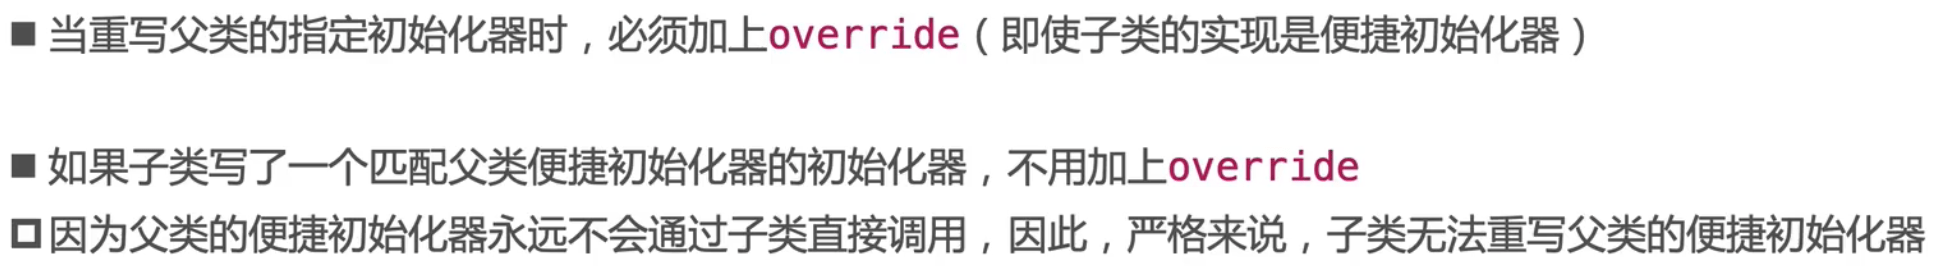 ■ 当重写父类的指定初始化器时，必须加上override（即使子类的实现是便捷初始化器）
■ 如果子类写了一个匹配父类便捷初始化器的初始化器，不用加上override
□ 因为父类的便捷初始化器永远不会通过子类直接调用，因此，严格来说，子类无法重写父类的便捷初始化器